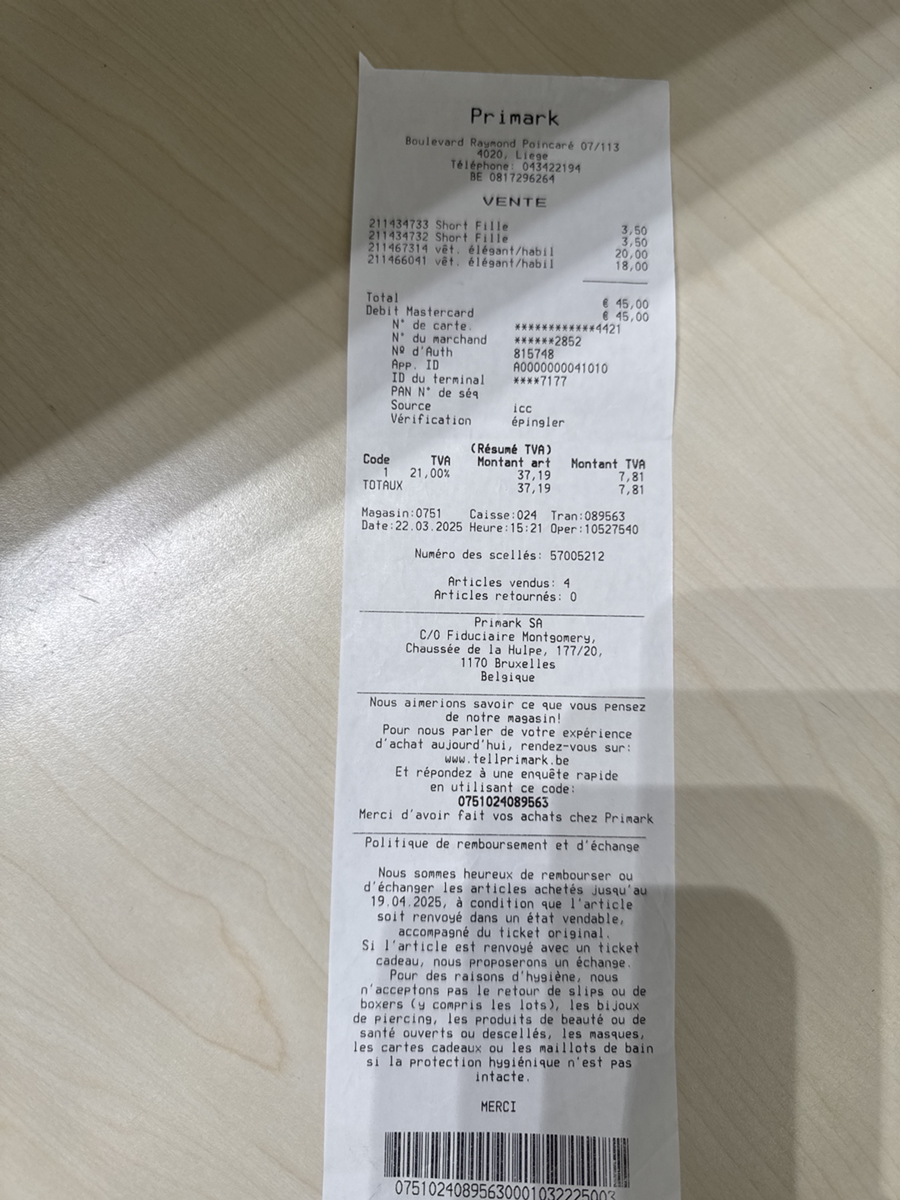 Primark
Boulevard Raymond Poincaré 07/113
4020, Liege
Téléphone: 043422194
BE 0817296264
VENTE
211434733 Short Fille 3,50
211434732 Short Fille 3,50
211467314 vêt. élégant/habil 20,00
211466041 vêt. élégant/habil 18,00
Total € 45,00
Debit Mastercard € 45,00
N° de carte. ************4421
N° du marchand ******2852
Nº d'Auth 815748
App. ID A0000000041010
ID du terminal ****7177
PAN N° de séq
Source icc
Vérification épingler
(Résumé TVA)
Code TVA Montant art Montant TVA
1 21,00% 37,19 7,81
TOTAUX 37,19 7,81
Magasin:0751 Caisse:024 Tran:089563
Date:22.03.2025 Heure:15:21 Oper:10527540
Numéro des scellés: 57005212
Articles vendus: 4
Articles retournés: 0
Primark SA
C/O Fiduciaire Montgomery,
Chaussée de la Hulpe, 177/20,
1170 Bruxelles
Belgique
Nous aimerions savoir ce que vous pensez
de notre magasin!
Pour nous parler de votre expérience
d'achat aujourd'hui, rendez-vous sur:
www.tellprimark.be
Et répondez à une enquête rapide
en utilisant ce code:
0751024089563
Merci d'avoir fait vos achats chez Primark
Politique de remboursement et d'échange
Nous sommes heureux de rembourser ou
d'échanger les articles achetés jusqu'au
19.04.2025, à condition que l'article
soit renvoyé dans un état vendable,
accompagné du ticket original.
Si l'article est renvoyé avec un ticket
cadeau, nous proposerons un échange.
Pour des raisons d'hygiène, nous
n'acceptons pas le retour de slips ou de
boxers (y compris les lots), les bijoux
de piercing, les produits de beauté ou de
santé ouverts ou descellés, les masques,
les cartes cadeaux ou les maillots de bain
si la protection hygiénique n'est pas
intacte.
MERCI
07510240895630001032225003